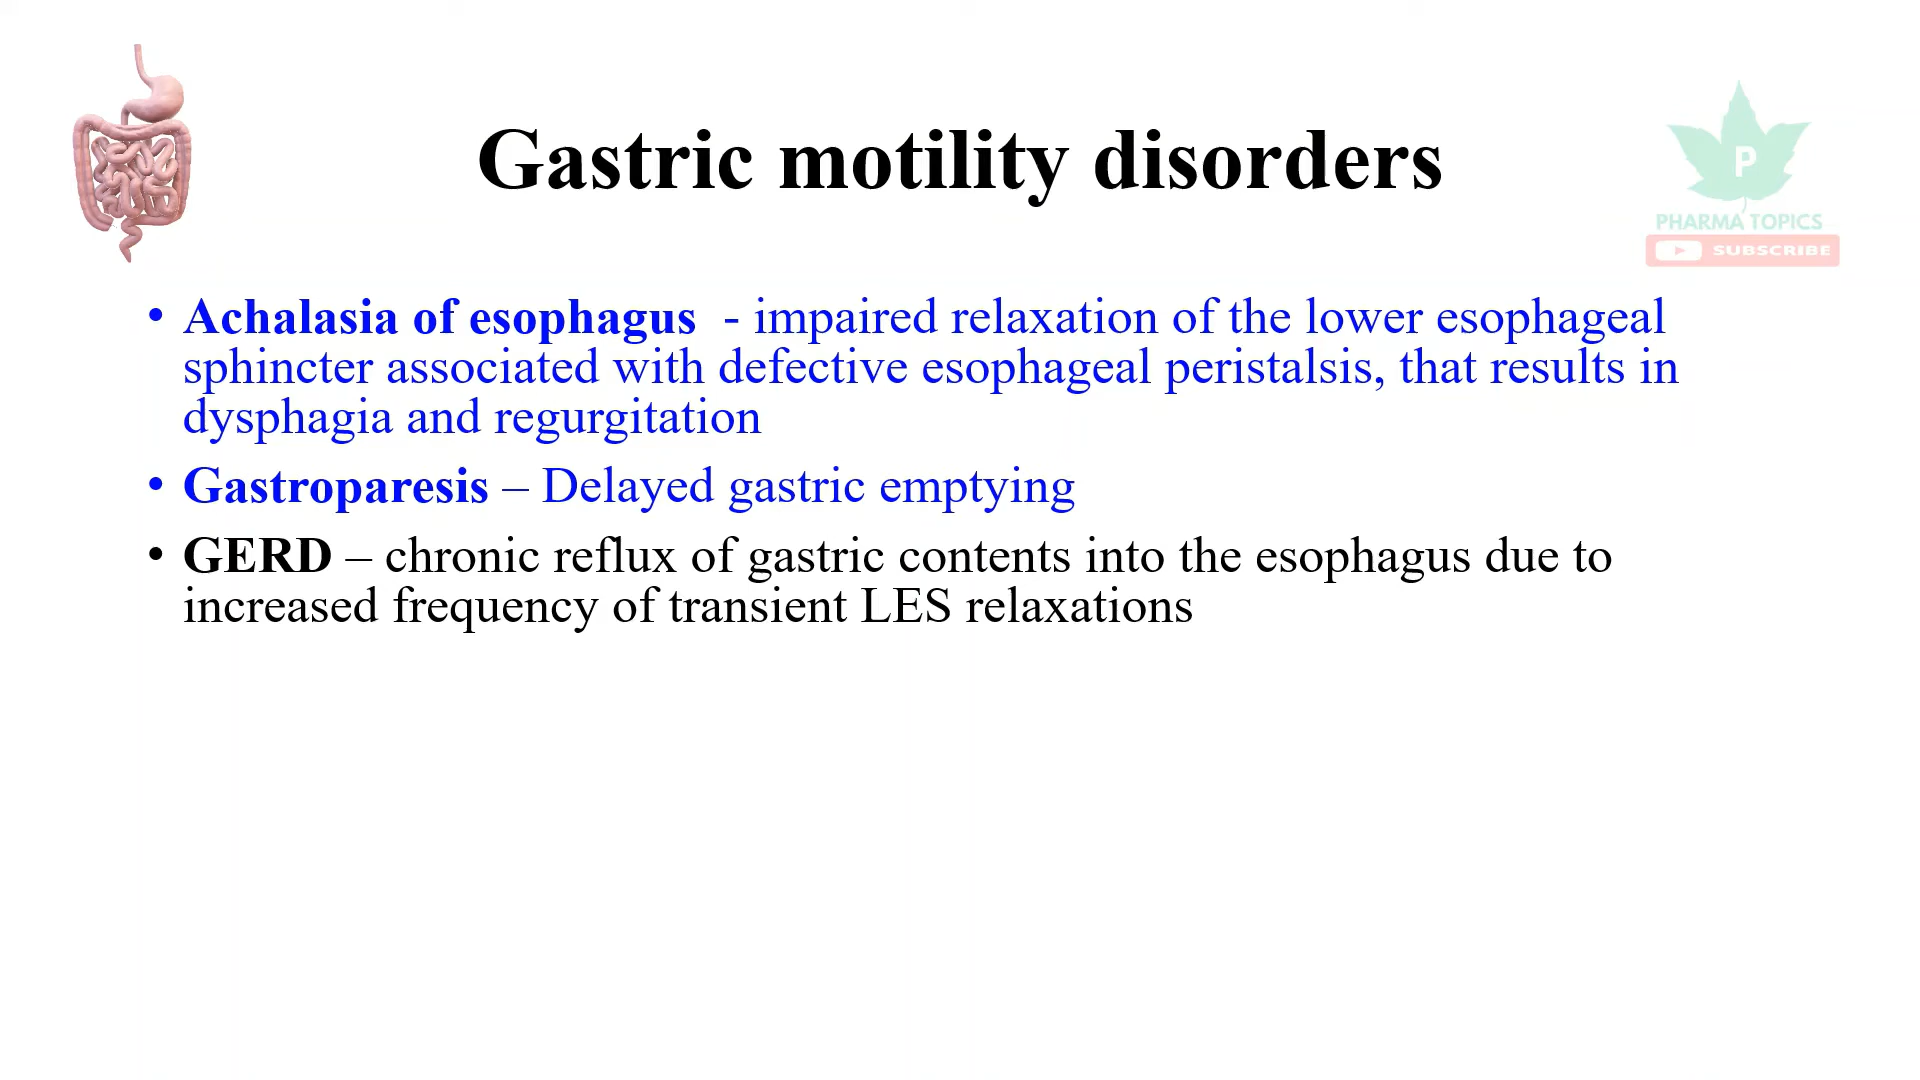 Gastric motility disorders
P
PHARMA TOPICS
SUBSCRIBE
• Achalasia of esophagus - impaired relaxation of the lower esophageal
sphincter associated with defective esophageal peristalsis, that results in
dysphagia and regurgitation
• Gastroparesis – Delayed gastric emptying
• GERD – chronic reflux of gastric contents into the esophagus due to
increased frequency of transient LES relaxations